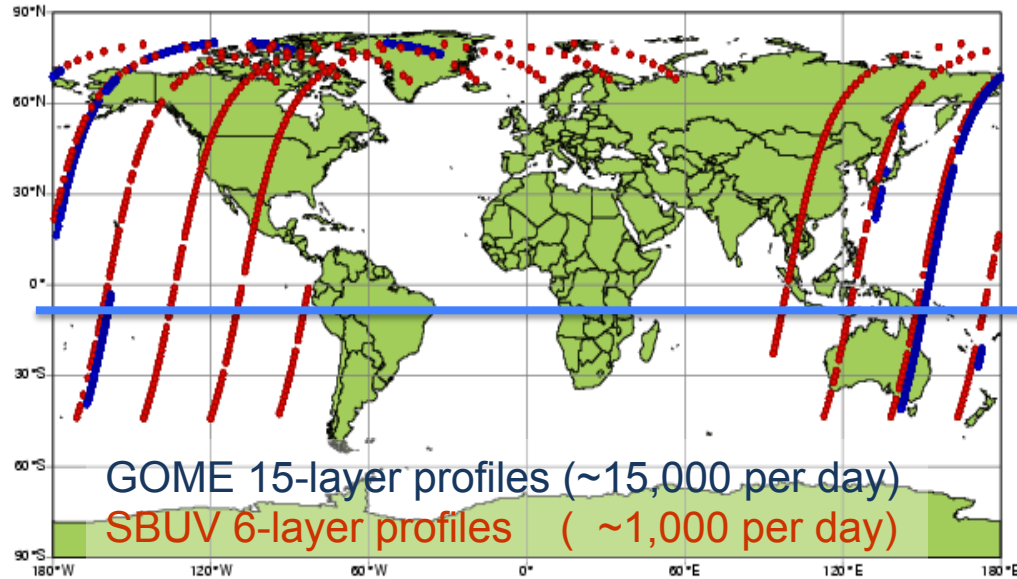 90°N
60°N
30°N
0°
30°S
60°S
GOME 15-layer profiles (~15,000 per day)
SBUV 6-layer profiles ( ~1,000 per day)
90°S
180°W 120°W 60°W 0° 60°E 120°E 180°E